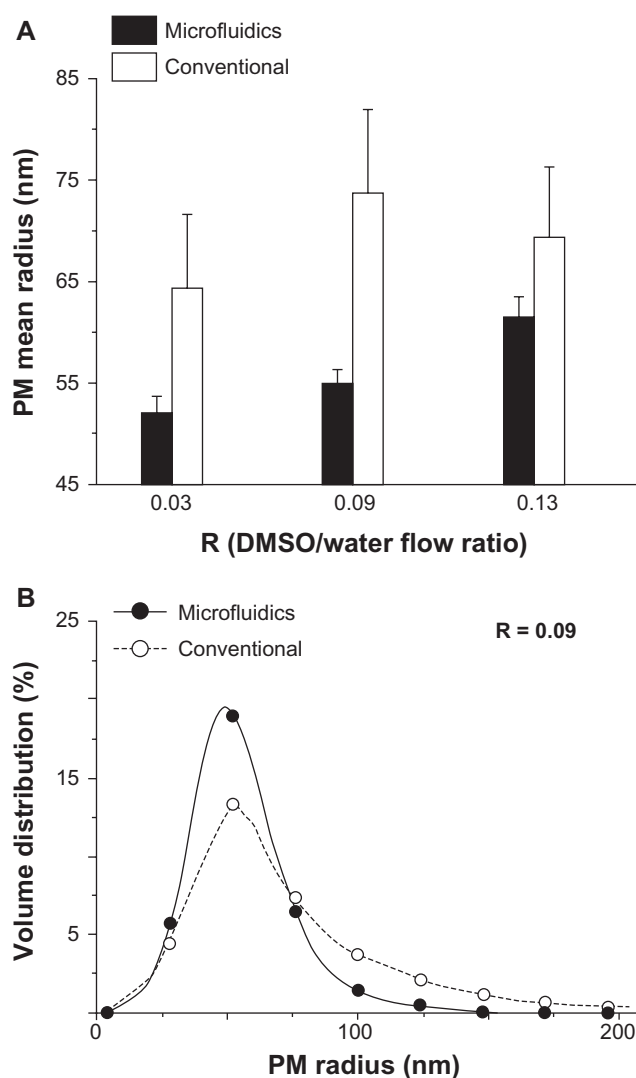 A
Microfluidics
Conventional
PM mean radius (nm)
85
75
65
55
45
0.03
0.09
0.13
R (DMSO/water flow ratio)
B
Microfluidics
Conventional
R = 0.09
Volume distribution (%)
25
15
5
0
100
200
PM radius (nm)